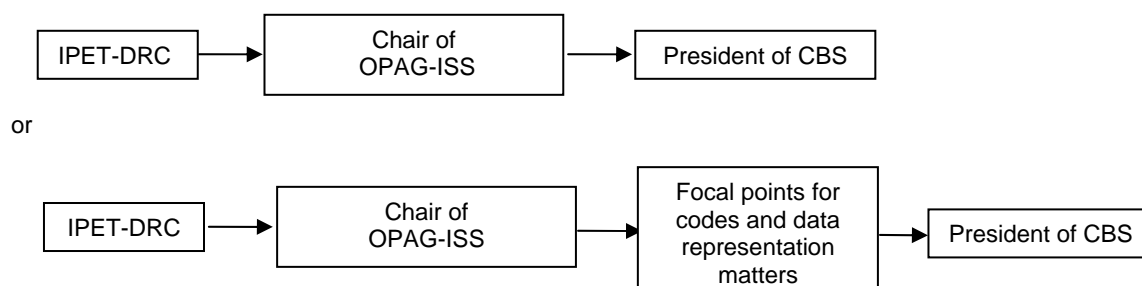 IPET-DRC
Chair of
OPAG-ISS
President of CBS
or
IPET-DRC
Chair of
OPAG-ISS
Focal points for
codes and data
representation
matters
President of CBS